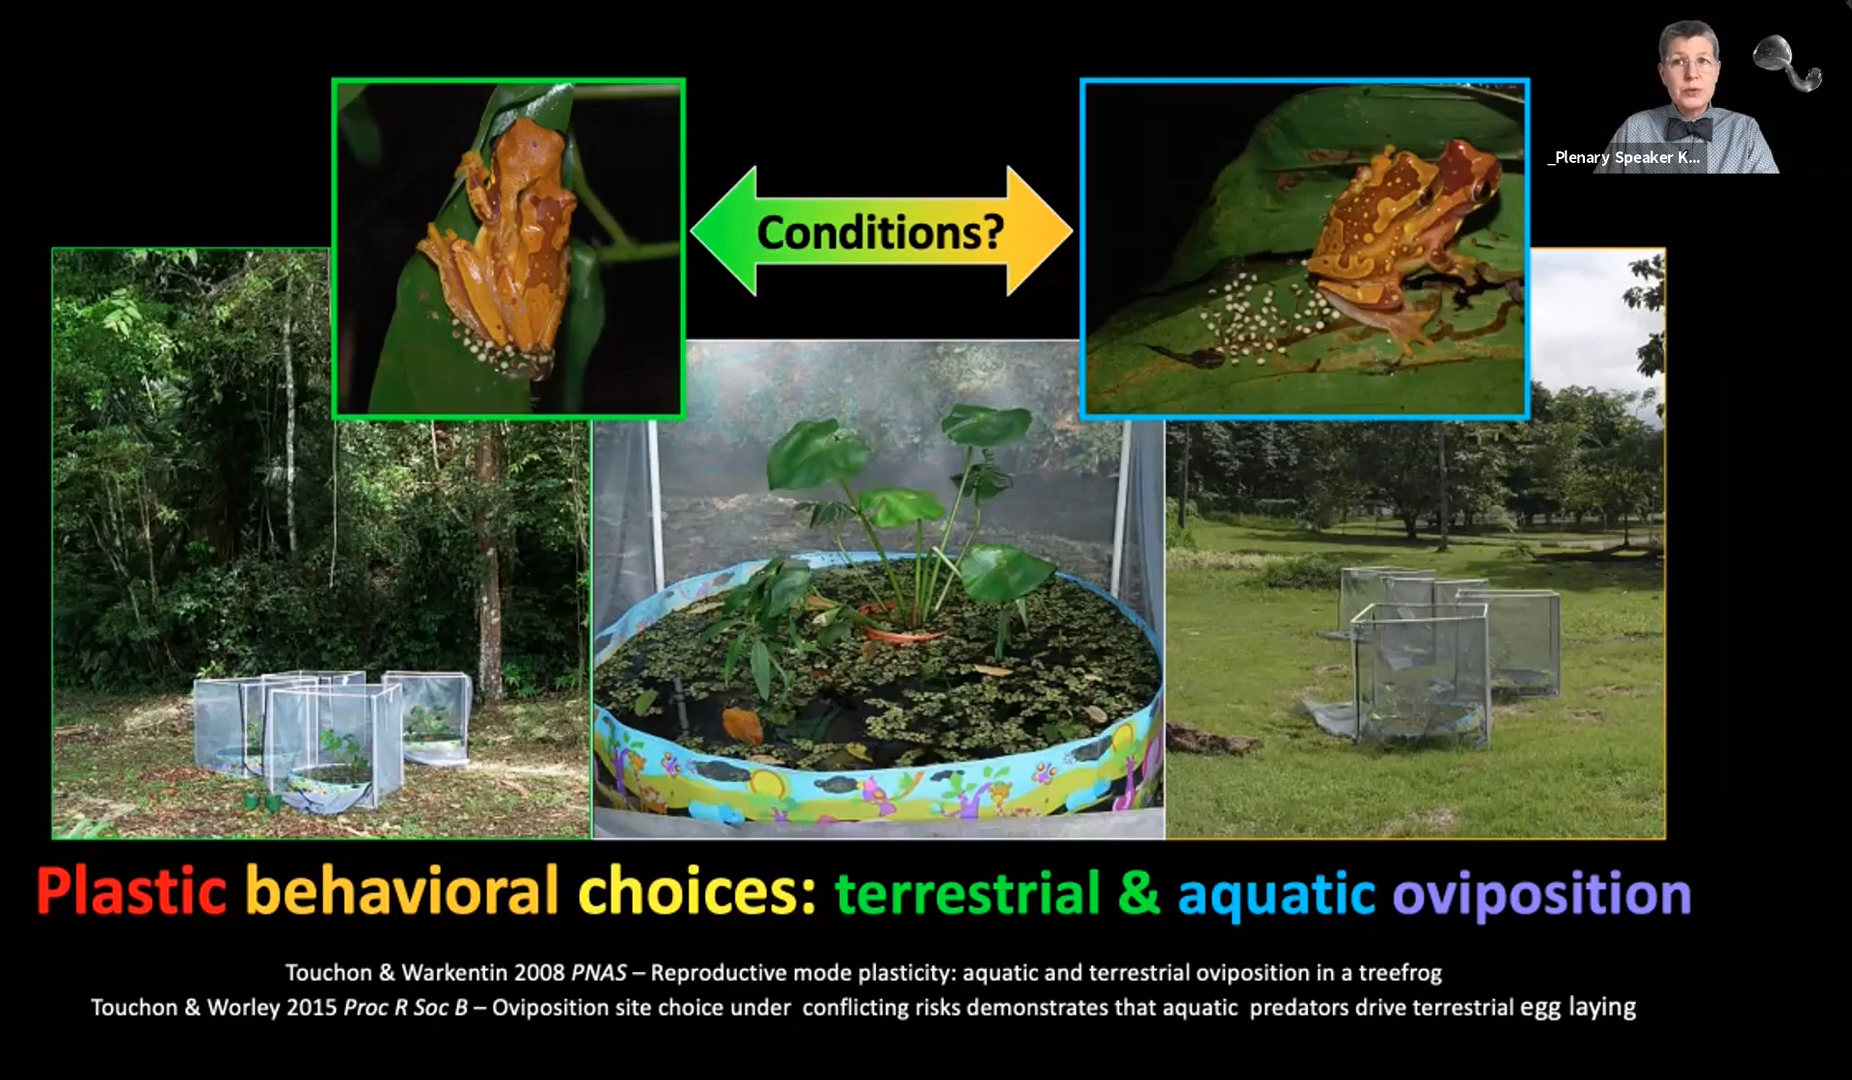 _Plenary Speaker K...
Conditions?
Plastic behavioral choices: terrestrial & aquatic oviposition
Touchon & Warkentin 2008 PNAS – Reproductive mode plasticity: aquatic and terrestrial oviposition in a treefrog
Touchon & Worley 2015 Proc R Soc B – Oviposition site choice under conflicting risks demonstrates that aquatic predators drive terrestrial egg laying